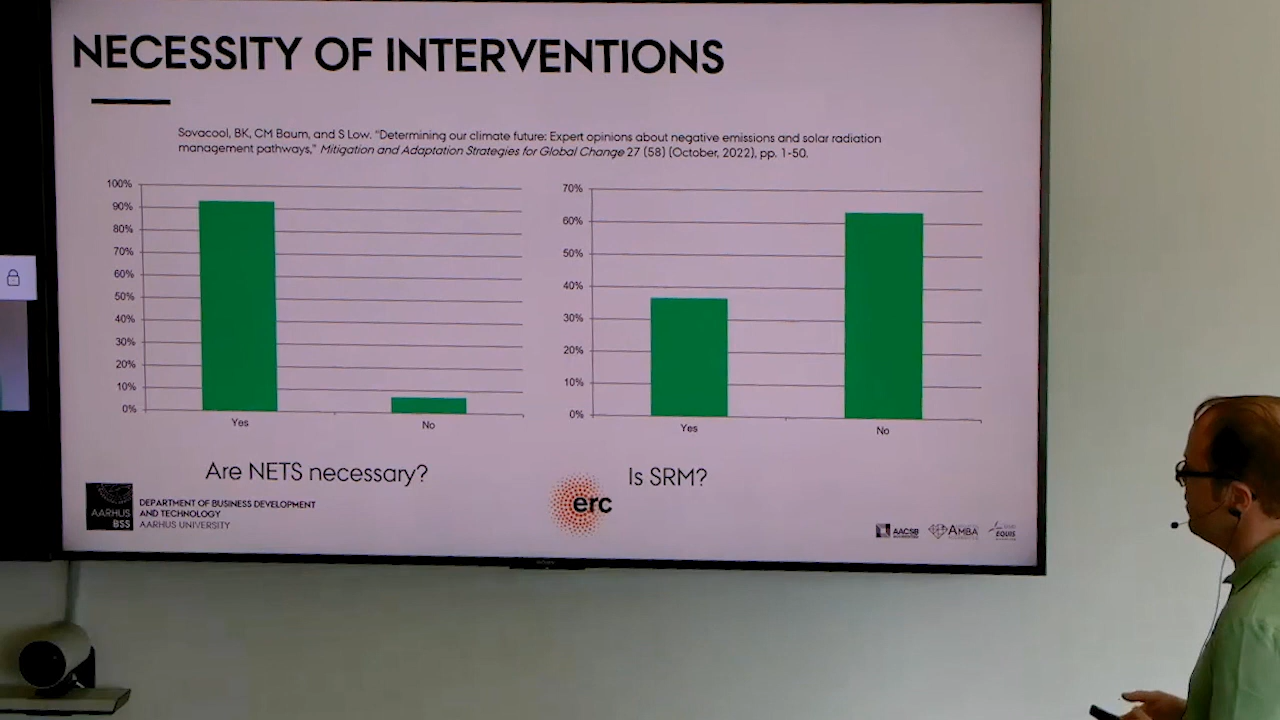 NECESSITY OF INTERVENTIONS
Sovacool, BK, CM Baum, and S Low. "Determining our climate future: Expert opinions about negative emissions and solar radiation
management pathways," Mitigation and Adaptation Strategies for Global Change 27 (58) (October, 2022), pp. 1-50.
100%
90%
80%
70%
60%
50%
40%
30%
20%
10%
0%
Yes
No
Are NETS necessary?
70%
60%
50%
40%
30%
20%
10%
0%
Yes
No
Is SRM?
AARHUS
BSS
DEPARTMENT OF BUSINESS DEVELOPMENT
AND TECHNOLOGY
AARHUS UNIVERSITY
erc
AACSB
AMBA
EQUIS